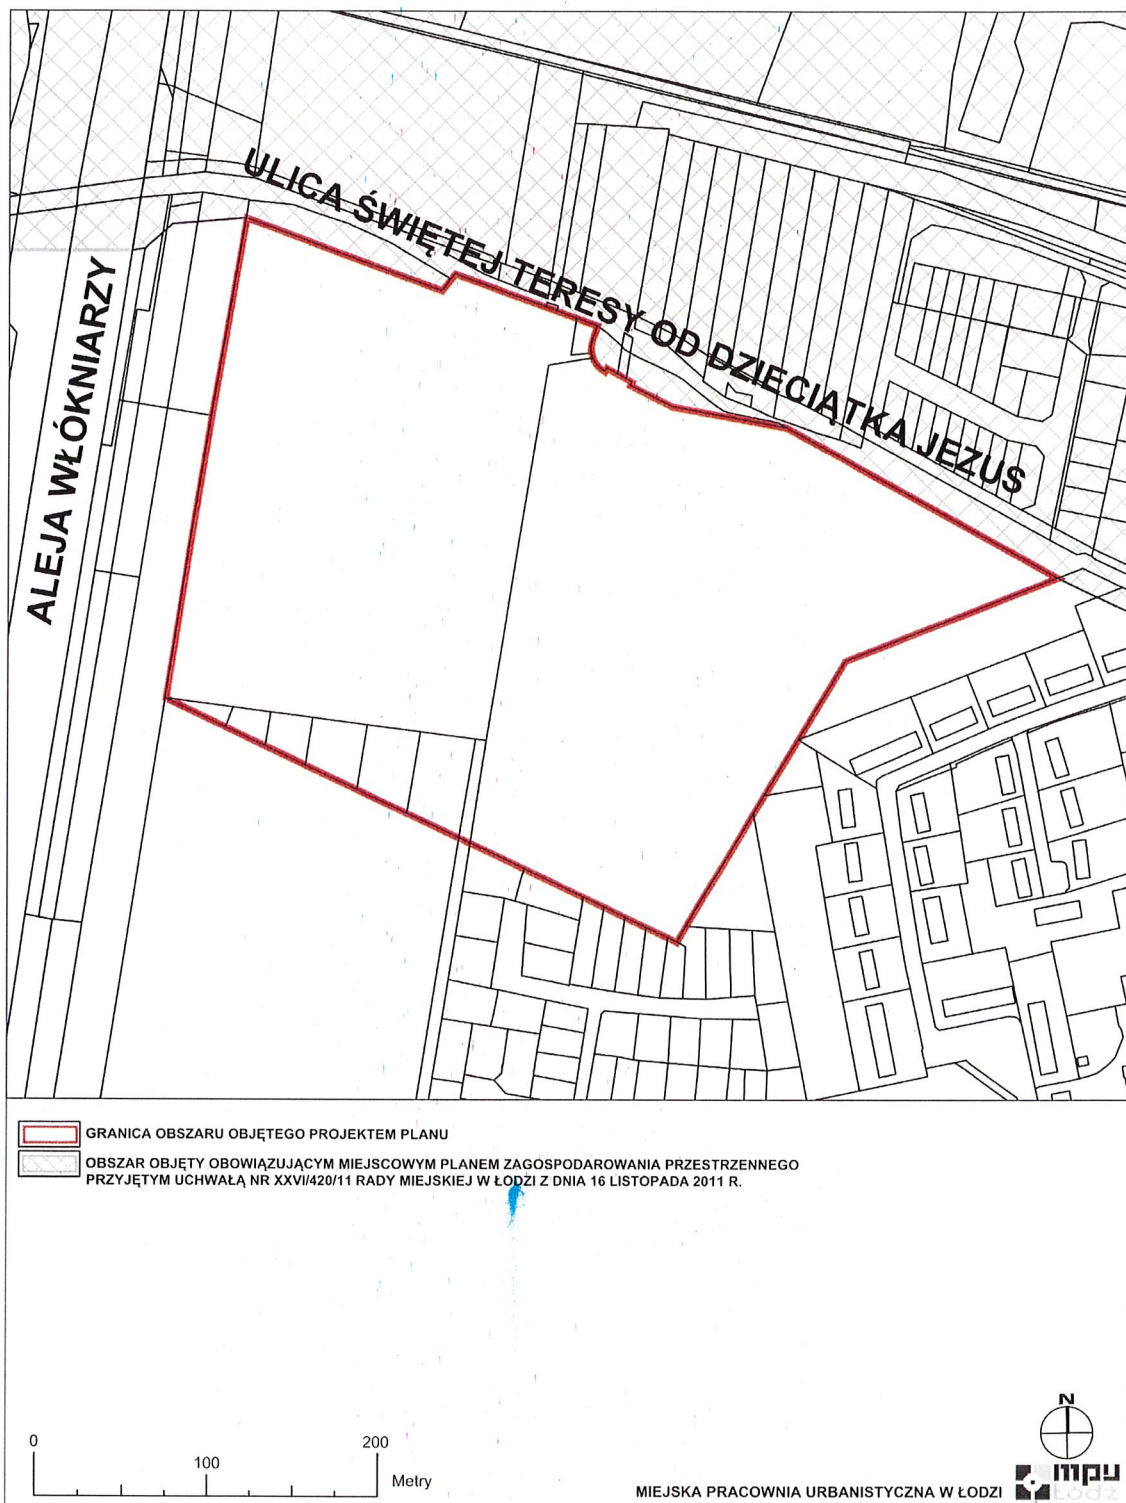 ULICA ŚWIĘTEJ TERESY OD DZIECIĄTKA JEZUS
ALEJA WŁÓKNIARZY
GRANICA OBSZARU OBJĘTEGO PROJEKTEM PLANU
OBSZAR OBJĘTY OBOWIĄZUJĄCYM MIEJSCOWYM PLANEM ZAGOSPODAROWANIA PRZESTRZENNEGO
PRZYJĘTYM UCHWAŁĄ NR XXVI/420/11 RADY MIEJSKIEJ W ŁODZI Z DNIA 16 LISTOPADA 2011 R.
N
0
100
200
Metry
MIEJSKA PRACOWNIA URBANISTYCZNA W ŁODZI
mpu
Łódź